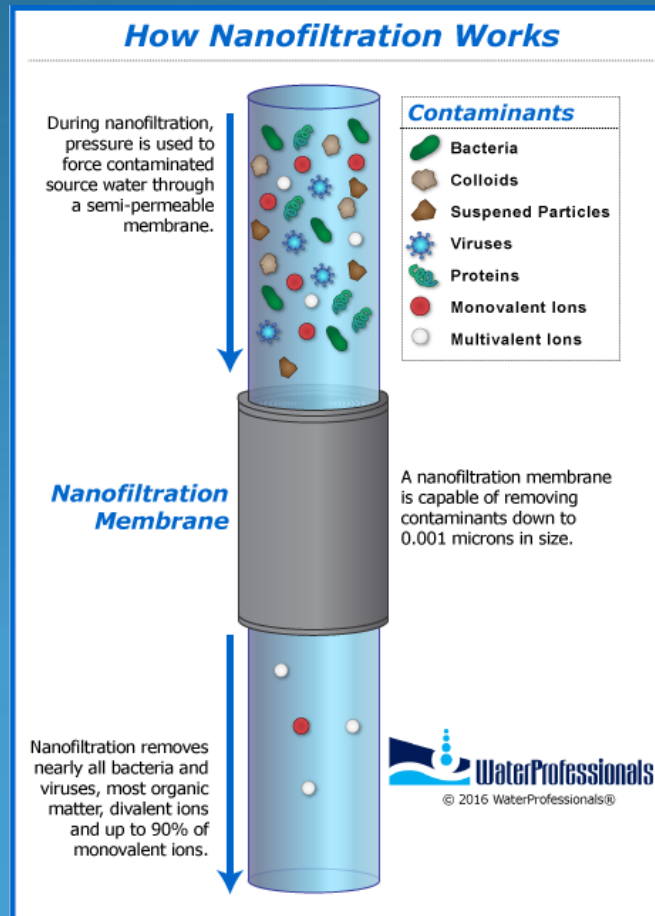 How Nanofiltration Works
During nanofiltration,
pressure is used to
force contaminated
source water through
a semi-permeable
membrane.
Contaminants
Bacteria
Colloids
Suspened Particles
Viruses
Proteins
Monovalent Ions
Multivalent Ions
Nanofiltration
Membrane
A nanofiltration membrane
is capable of removing
contaminants down to
0.001 microns in size.
Nanofiltration removes
nearly all bacteria and
viruses, most organic
matter, divalent ions
and up to 90% of
monovalent ions.
WaterProfessionals
© 2016 WaterProfessionals®